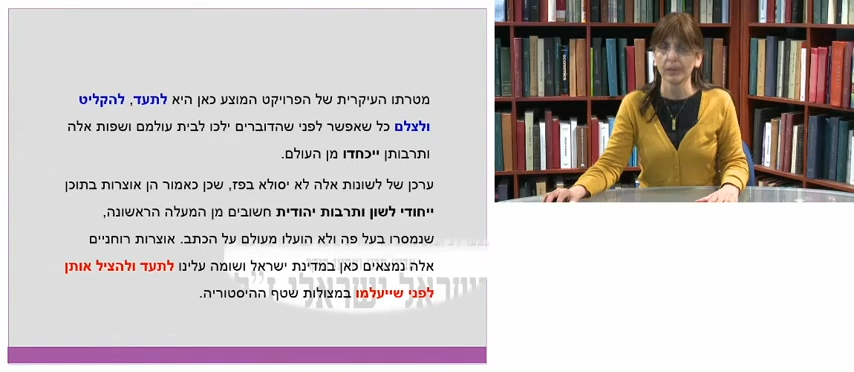 מטרתו העיקרית של הפרויקט המוצע כאן היא לתעד, להקליט
ולצלם כל שאפשר לפני שהדוברים ילכו לבית עולמם ושפות אלה
ותרבותן ייכחדו מן העולם.
ערכן של לשונות אלה לא יסולא בפז, שכן כאמור הן אוצרות בתוכן
ייחודי לשון ותרבות יהודית חשובים מן המעלה הראשונה,
שנמסרו בעל פה ולא הועלו מעולם על הכתב. אוצרות רוחניים
אלה נמצאים כאן במדינת ישראל ושומה עלינו לתעד ולהציל אותן
לפני שייעלמו במצולות שטף ההיסטוריה.
ישראלי ז"ל
economics